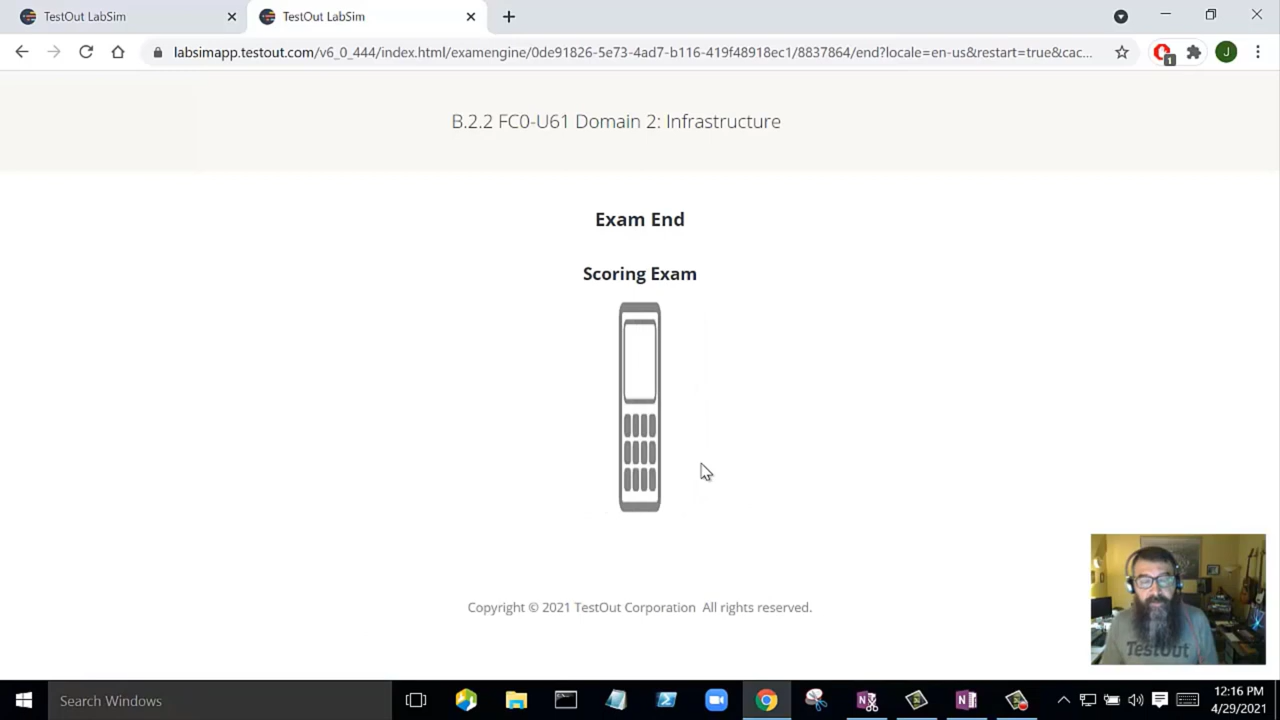 TestOut LabSim
TestOut LabSim
labsimapp.testout.com/v6_0_444/index.html/examengine/0de91826-5e73-4ad7-b116-419f48918ec1/8837864/end?locale=en-us&restart=true&cac...
1
J
B.2.2 FC0-U61 Domain 2: Infrastructure
Exam End
Scoring Exam
Copyright © 2021 TestOut Corporation All rights reserved.
TestOut
Search Windows
12:16 PM
4/29/2021